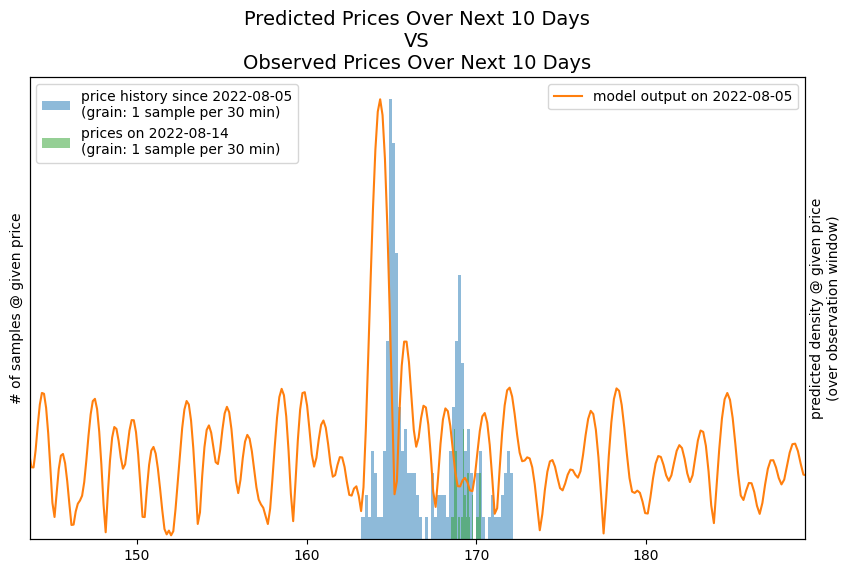 Predicted Prices Over Next 10 Days
VS
Observed Prices Over Next 10 Days
price history since 2022-08-05
(grain: 1 sample per 30 min)
prices on 2022-08-14
(grain: 1 sample per 30 min)
model output on 2022-08-05
# of samples @ given price
predicted density @ given price
(over observation window)
150
160
170
180